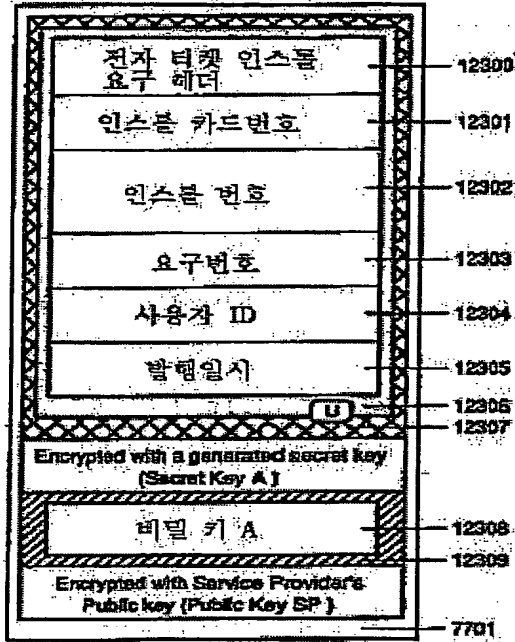 전자 티켓 인스톨
요구 헤더
12300
인스톨 카드번호
12301
인스톨 번호
12302
요구번호
12303
사용자 ID
12304
발행일시
12305
U
12306
12307
Encrypted with a generated secret key
(Secret Key A)
비밀 키 A
12308
12309
Encrypted with Service Provider's
Public key (Public Key SP)
7701